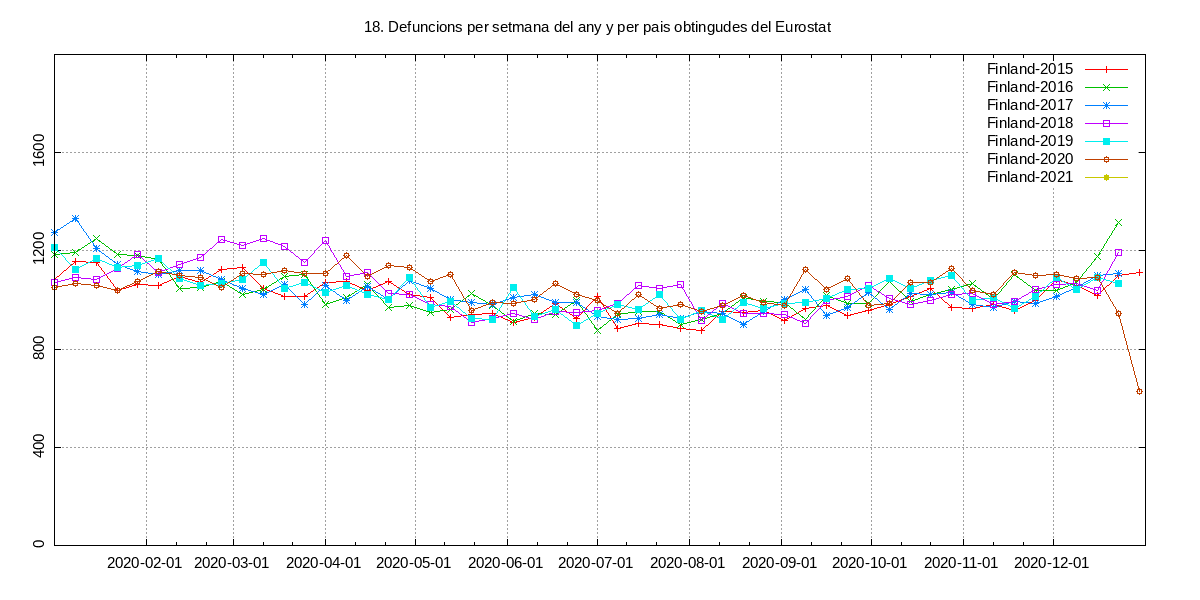 18. Defuncions per setmana del any y per pais obtingudes del Eurostat
Finland-2015
Finland-2016
Finland-2017
Finland-2018
Finland-2019
Finland-2020
Finland-2021
1600
1200
800
400
0
2020-02-01 2020-03-01 2020-04-01 2020-05-01 2020-06-01 2020-07-01 2020-08-01 2020-09-01 2020-10-01 2020-11-01 2020-12-01